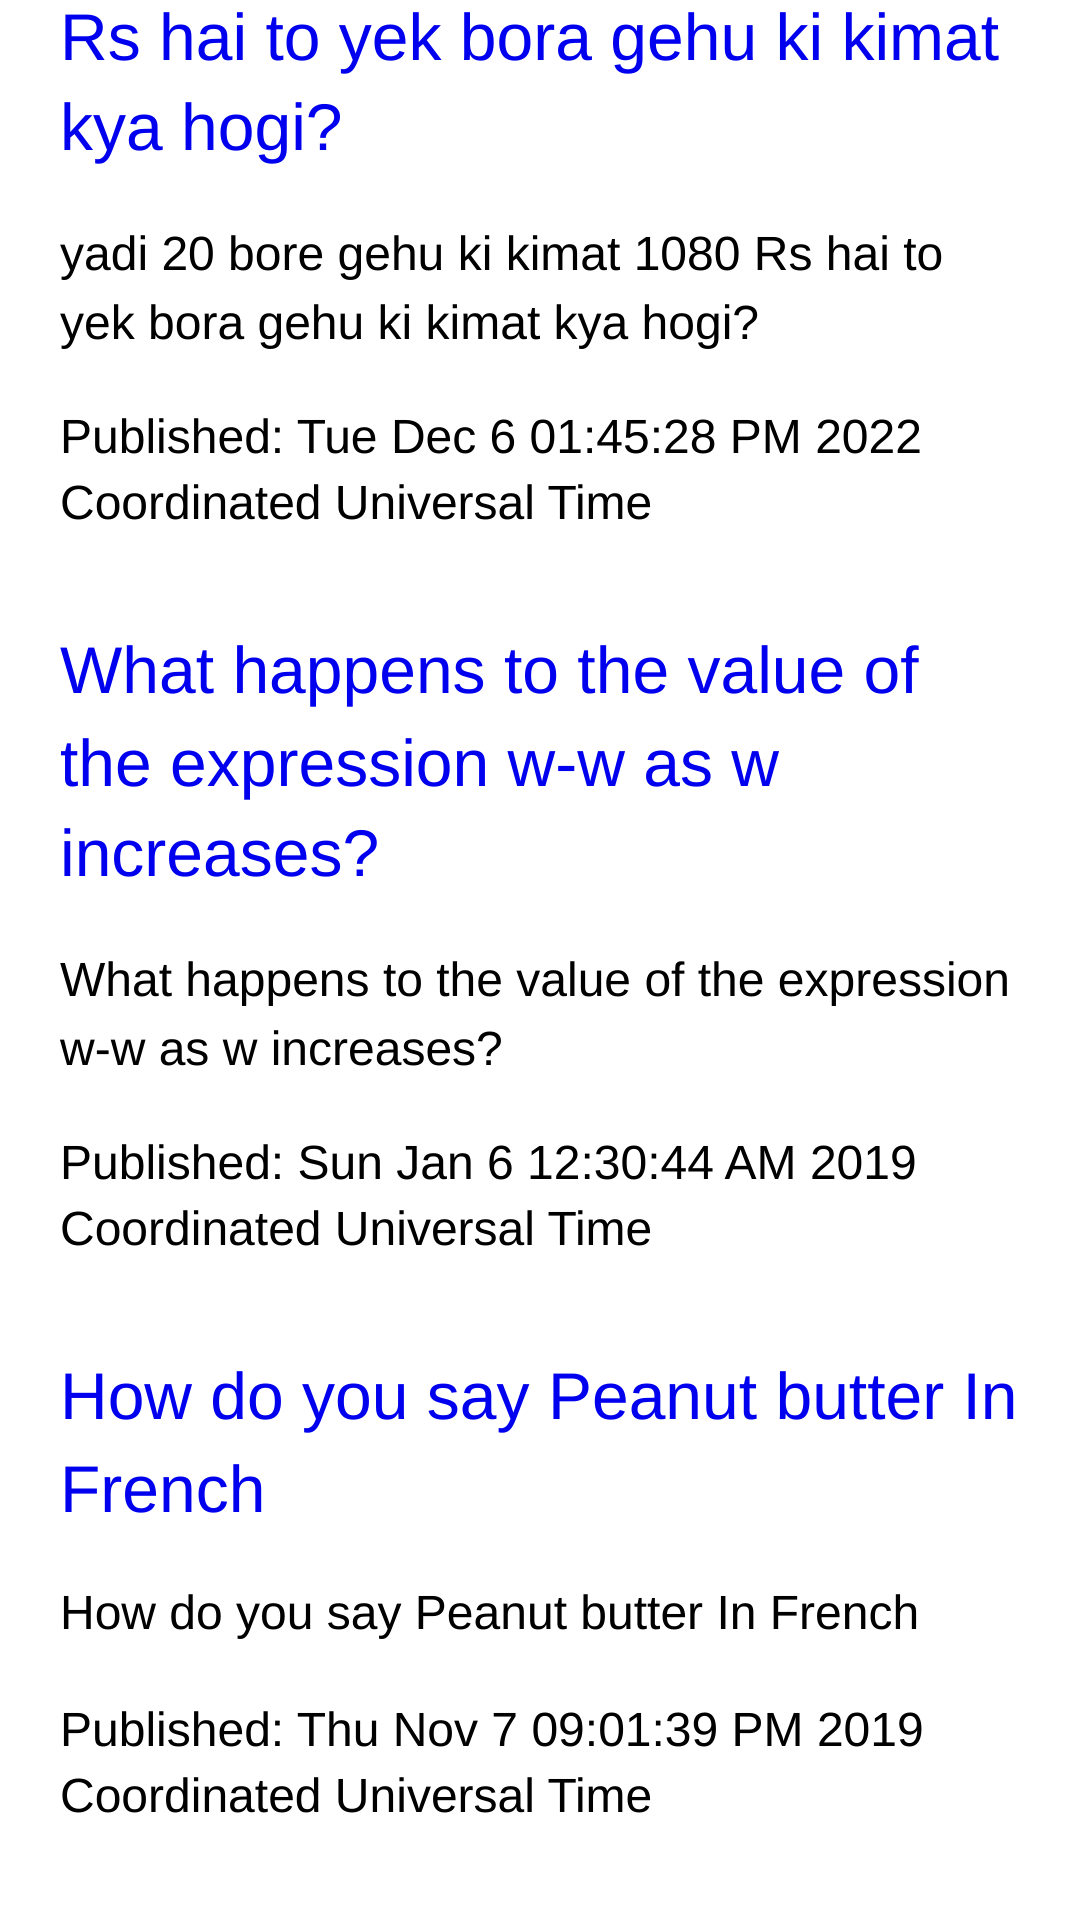 Rs hai to yek bora gehu ki kimat
kya hogi?
yadi 20 bore gehu ki kimat 1080 Rs hai to
yek bora gehu ki kimat kya hogi?
Published: Tue Dec 6 01:45:28 PM 2022
Coordinated Universal Time
What happens to the value of
the expression w-w as w
increases?
What happens to the value of the expression
w-w as w increases?
Published: Sun Jan 6 12:30:44 AM 2019
Coordinated Universal Time
How do you say Peanut butter In
French
How do you say Peanut butter In French
Published: Thu Nov 7 09:01:39 PM 2019
Coordinated Universal Time